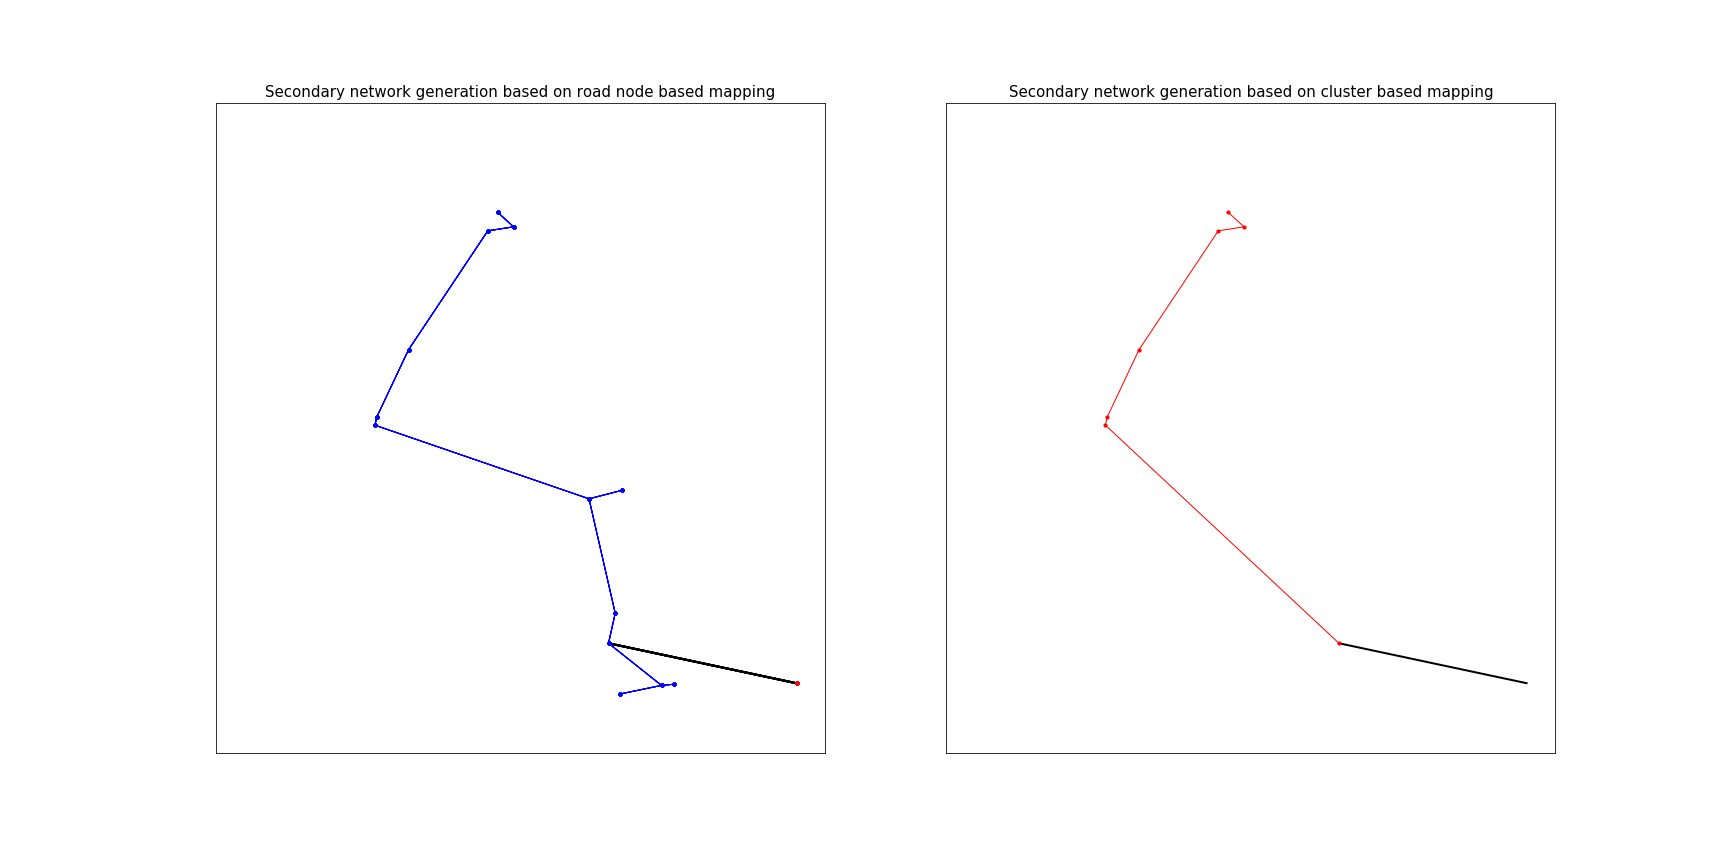 Secondary network generation based on road node based mapping
Secondary network generation based on cluster based mapping